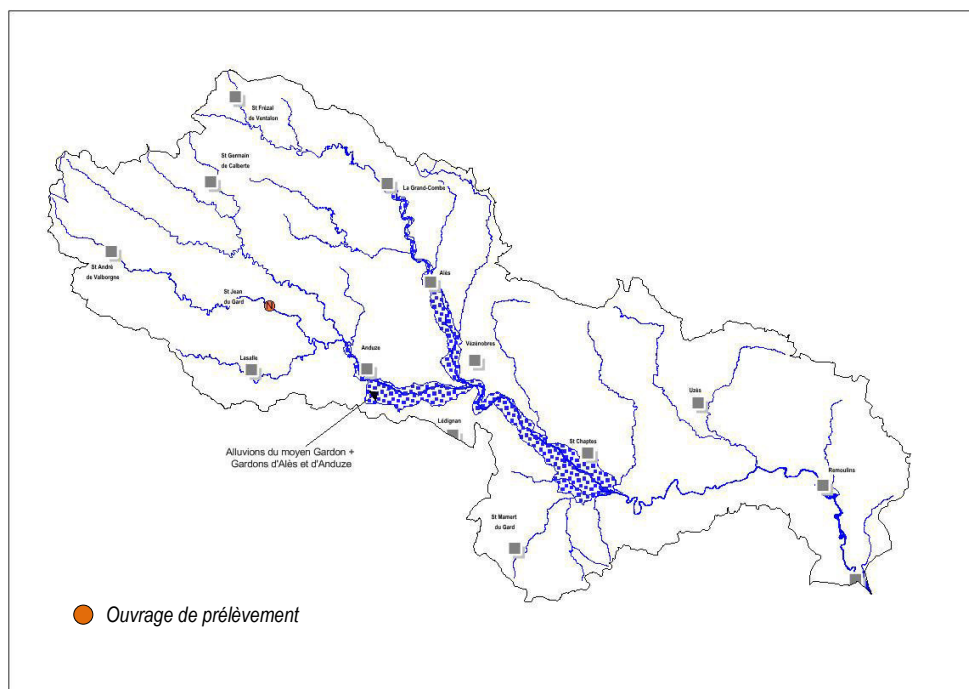 St Frézal
de Ventalon
St Germain
de Calberte
La Grand-Combe
St André
de Valborgne
Alès
St Jean
du Gard
Anduze
Vézénobres
Lasalle
Uzès
Lédignan
St Chaptes
Alluvions du moyen Gardon +
Gardons d'Alès et d'Anduze
Remoulins
St Mamert
du Gard
Ouvrage de prélèvement